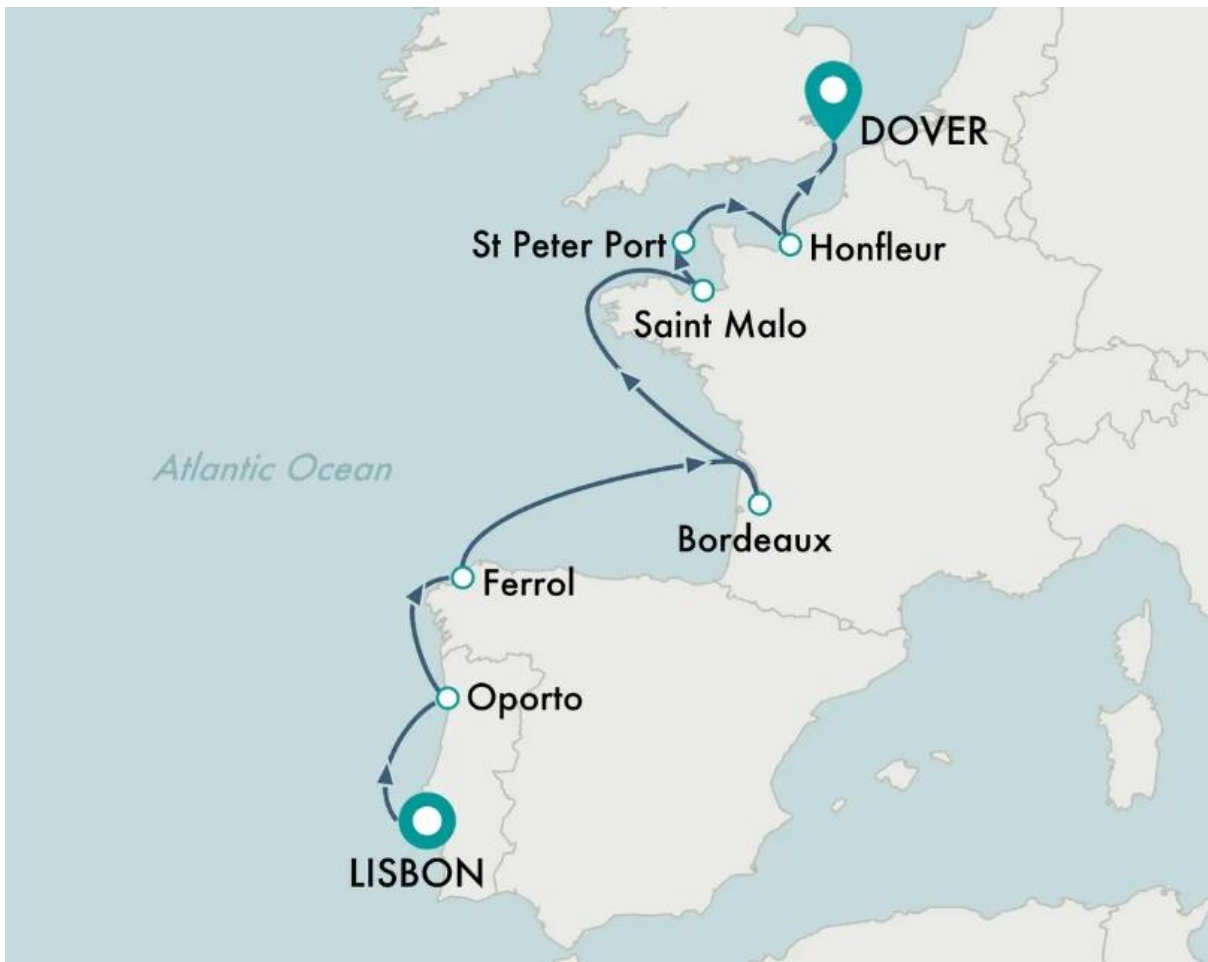 DOVER
St Peter Port
Honfleur
Saint Malo
Atlantic Ocean
Bordeaux
Ferrol
Oporto
LISBON